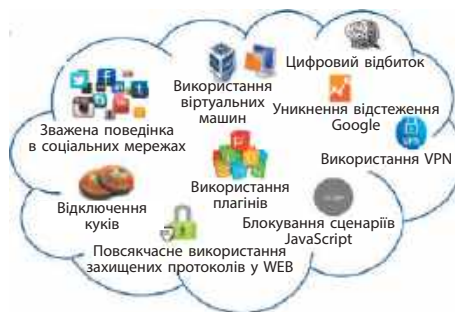 Цифровий відбиток
Використання
віртуальних
машин
Уникнення відстеження
Google
Зважена поведінка
в соціальних мережах
VPN
Використання VPN
Використання
плагінів
Відключення
куків
Блокування сценаріїв
JavaScript
Повсякчасне використання
захищених протоколів у WEB